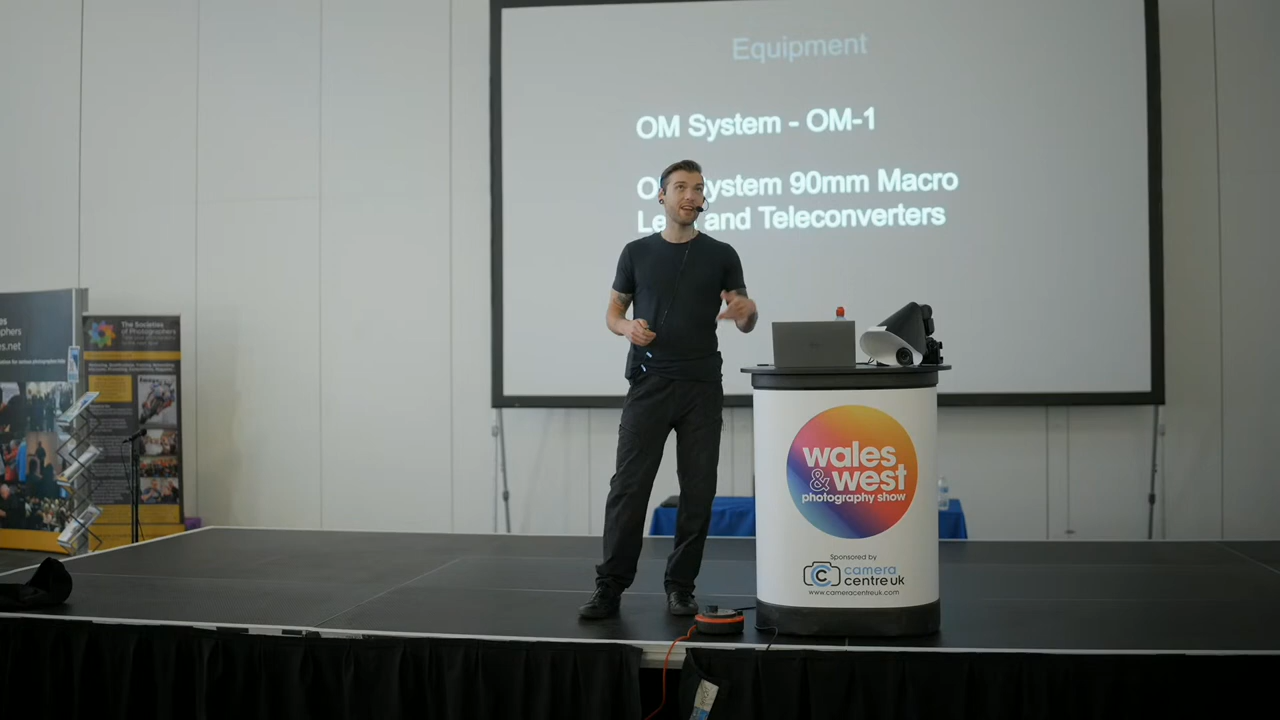 Equipment
OM System - OM-1
System 90mm Macro
and Teleconverters
The Societies
of Photographers
wales
& west
photography show
Sponsored by
camera
centre uk
www.cameracentreuk.com